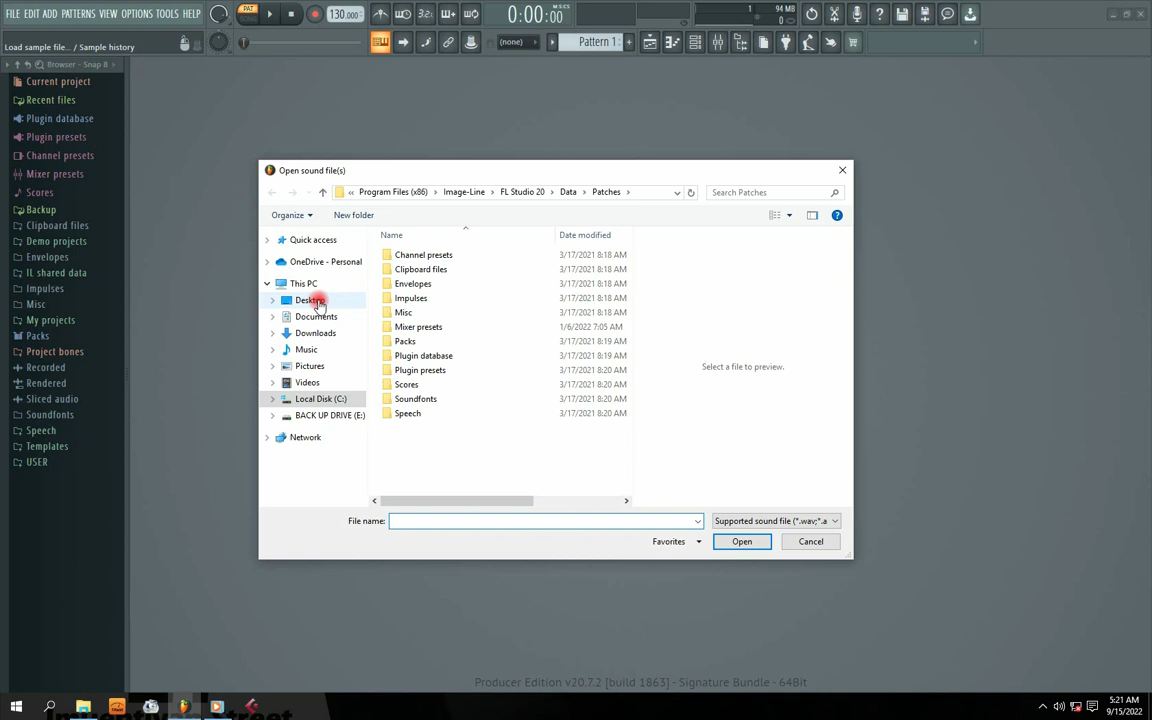 FILE EDIT ADD PATTERNS VIEW OPTIONS TOOLS HELP
PAT
SONG
130.000
3.2.
0:00:00
M:S:CS
1
94 MB
0
Load sample file... / Sample history
(none)
Pattern 1
Browser - Snap 8
Current project
Recent files
Plugin database
Plugin presets
Channel presets
Mixer presets
Scores
Backup
Clipboard files
Demo projects
Envelopes
IL shared data
Impulses
Misc
My projects
Packs
Project bones
Recorded
Rendered
Sliced audio
Soundfonts
Speech
Templates
USER
Open sound file(s)
« Program Files (x86) > Image-Line > FL Studio 20 > Data > Patches >
Search Patches
Organize
New folder
Quick access
OneDrive - Personal
This PC
Desktop
Documents
Downloads
Music
Pictures
Videos
Local Disk (C:)
BACK UP DRIVE (E:)
Network
Name Date modified
Channel presets 3/17/2021 8:18 AM
Clipboard files 3/17/2021 8:18 AM
Envelopes 3/17/2021 8:18 AM
Impulses 3/17/2021 8:18 AM
Misc 3/17/2021 8:18 AM
Mixer presets 1/6/2022 7:05 AM
Packs 3/17/2021 8:19 AM
Plugin database 3/17/2021 8:19 AM
Plugin presets 3/17/2021 8:20 AM
Scores 3/17/2021 8:20 AM
Soundfonts 3/17/2021 8:20 AM
Speech 3/17/2021 8:20 AM
Select a file to preview.
File name:
Supported sound file (*.wav;*.a
Favorites
Open
Cancel
Producer Edition v20.7.2 [build 1863] - Signature Bundle - 64Bit
5:21 AM
9/15/2022